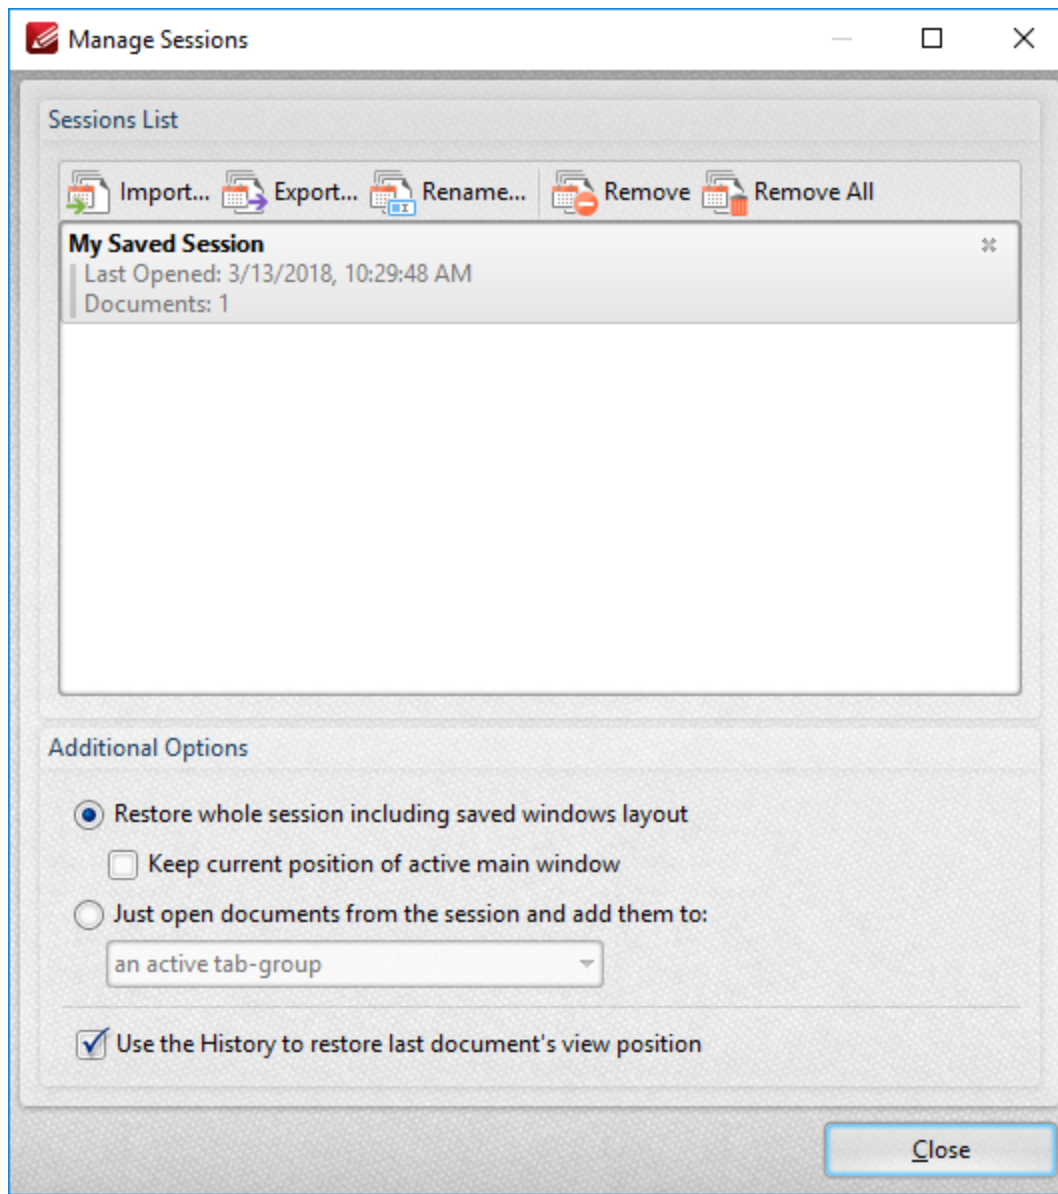 Manage Sessions
Sessions List
Import... Export... Rename... Remove Remove All
My Saved Session
Last Opened: 3/13/2018, 10:29:48 AM
Documents: 1
Additional Options
Restore whole session including saved windows layout
Keep current position of active main window
Just open documents from the session and add them to:
an active tab-group
Use the History to restore last document's view position
Close